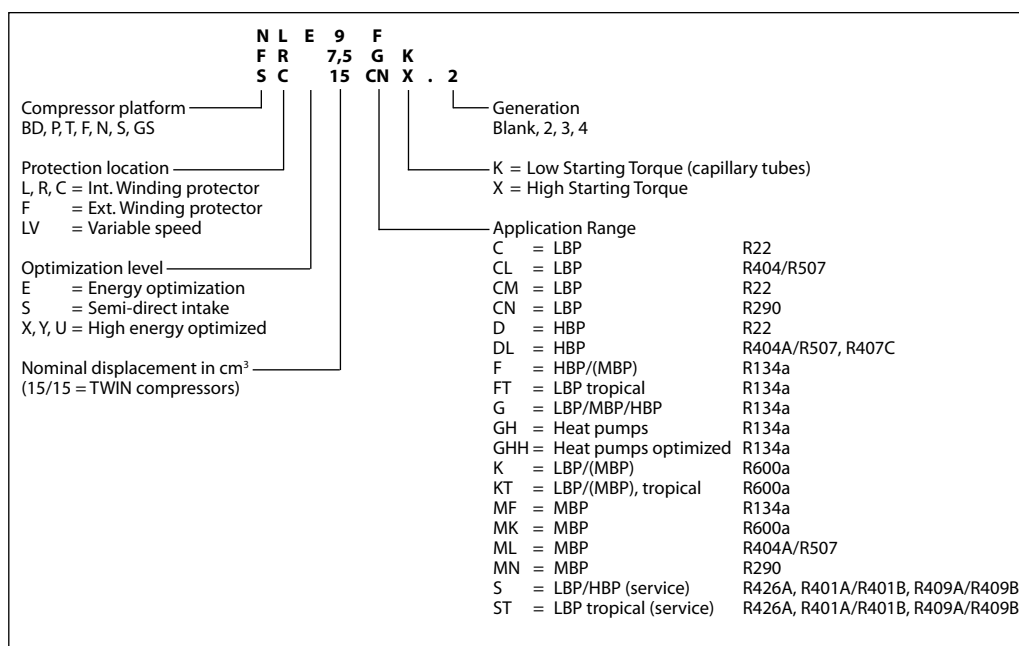 N L E 9 F
F R 7,5 G K
S C 15 CN X . 2
Compressor platform
BD, P, T, F, N, S, GS
Protection location
L, R, C = Int. Winding protector
F = Ext. Winding protector
LV = Variable speed
Optimization level
E = Energy optimization
S = Semi-direct intake
X, Y, U = High energy optimized
Nominal displacement in cm³
(15/15 = TWIN compressors)
Generation
Blank, 2, 3, 4
K = Low Starting Torque (capillary tubes)
X = High Starting Torque
Application Range
C = LBP R22
CL = LBP R404/R507
CM = LBP R22
CN = LBP R290
D = HBP R22
DL = HBP R404A/R507, R407C
F = HBP/(MBP) R134a
FT = LBP tropical R134a
G = LBP/MBP/HBP R134a
GH = Heat pumps R134a
GHH = Heat pumps optimized R134a
K = LBP/(MBP) R600a
KT = LBP/(MBP), tropical R600a
MF = MBP R134a
MK = MBP R600a
ML = MBP R404A/R507
MN = MBP R290
S = LBP/HBP (service) R426A, R401A/R401B, R409A/R409B
ST = LBP tropical (service) R426A, R401A/R401B, R409A/R409B